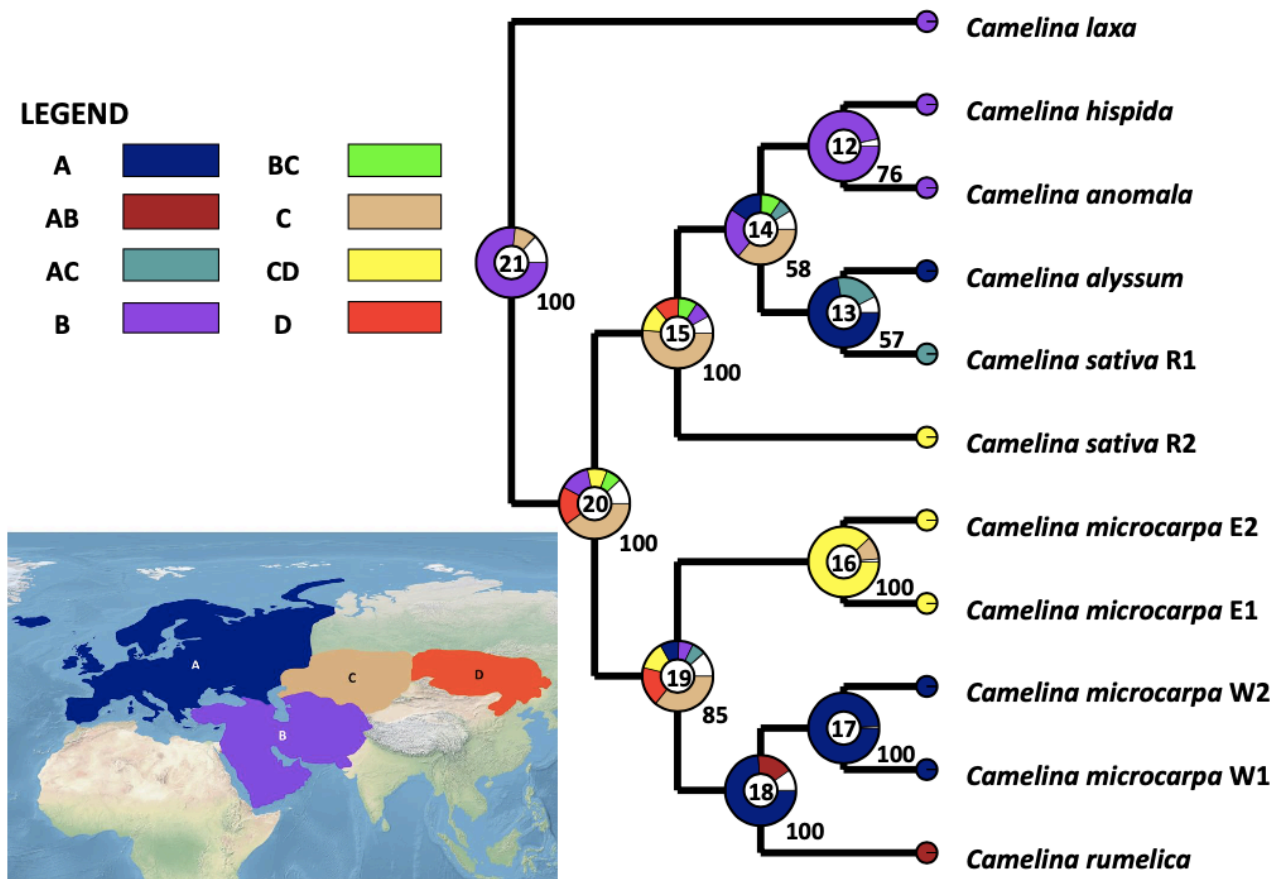 LEGEND
A
BC
AB
C
AC
CD
B
D
Camelina laxa
Camelina hispida
Camelina anomala
Camelina alyssum
Camelina sativa R1
Camelina sativa R2
Camelina microcarpa E2
Camelina microcarpa E1
Camelina microcarpa W2
Camelina microcarpa W1
Camelina rumelica
12
76
14
58
13
57
21
100
15
100
20
100
16
100
19
85
17
100
18
100
A
B
C
D